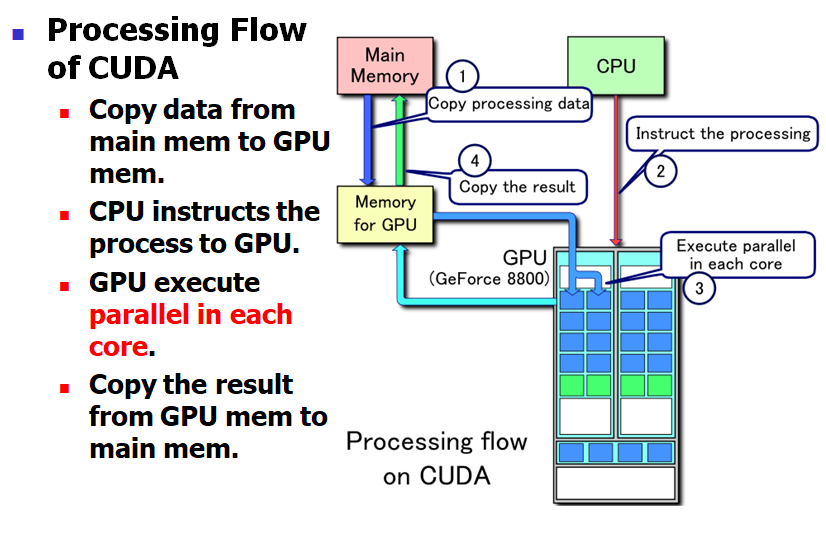 Processing Flow
of CUDA
Copy data from
main mem to GPU
mem.
CPU instructs the
process to GPU.
GPU execute
parallel in each
core.
Copy the result
from GPU mem to
main mem.
Main
Memory
CPU
1
Copy processing data
Instruct the processing
2
4
Copy the result
Memory
for GPU
GPU
(GeForce 8800)
Execute parallel
in each core
3
Processing flow
on CUDA